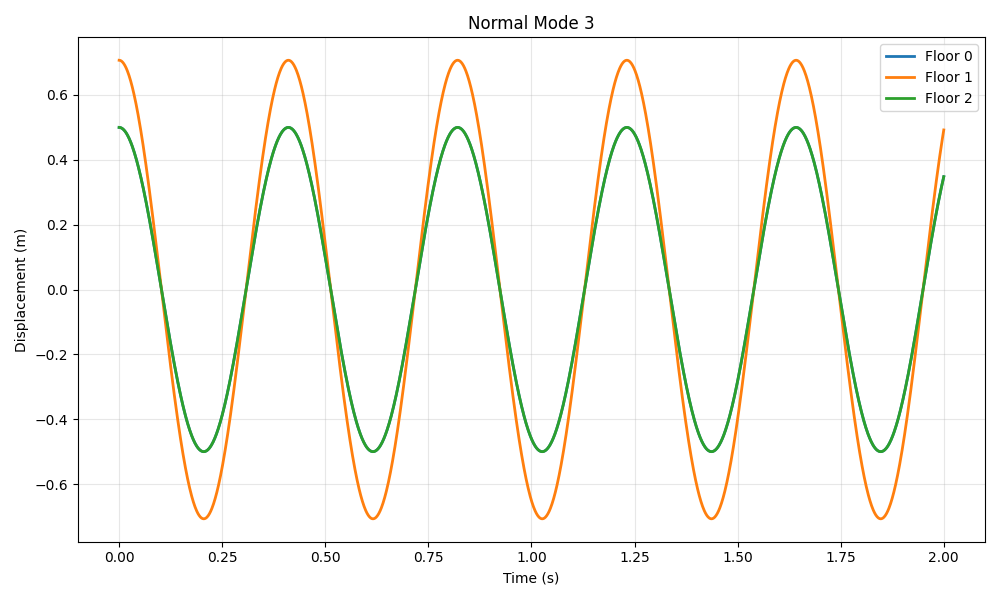 Normal Mode 3
Floor 0
Floor 1
Floor 2
Displacement (m)
0.6
0.4
0.2
0.0
−0.2
−0.4
−0.6
0.00 0.25 0.50 0.75 1.00 1.25 1.50 1.75 2.00
Time (s)